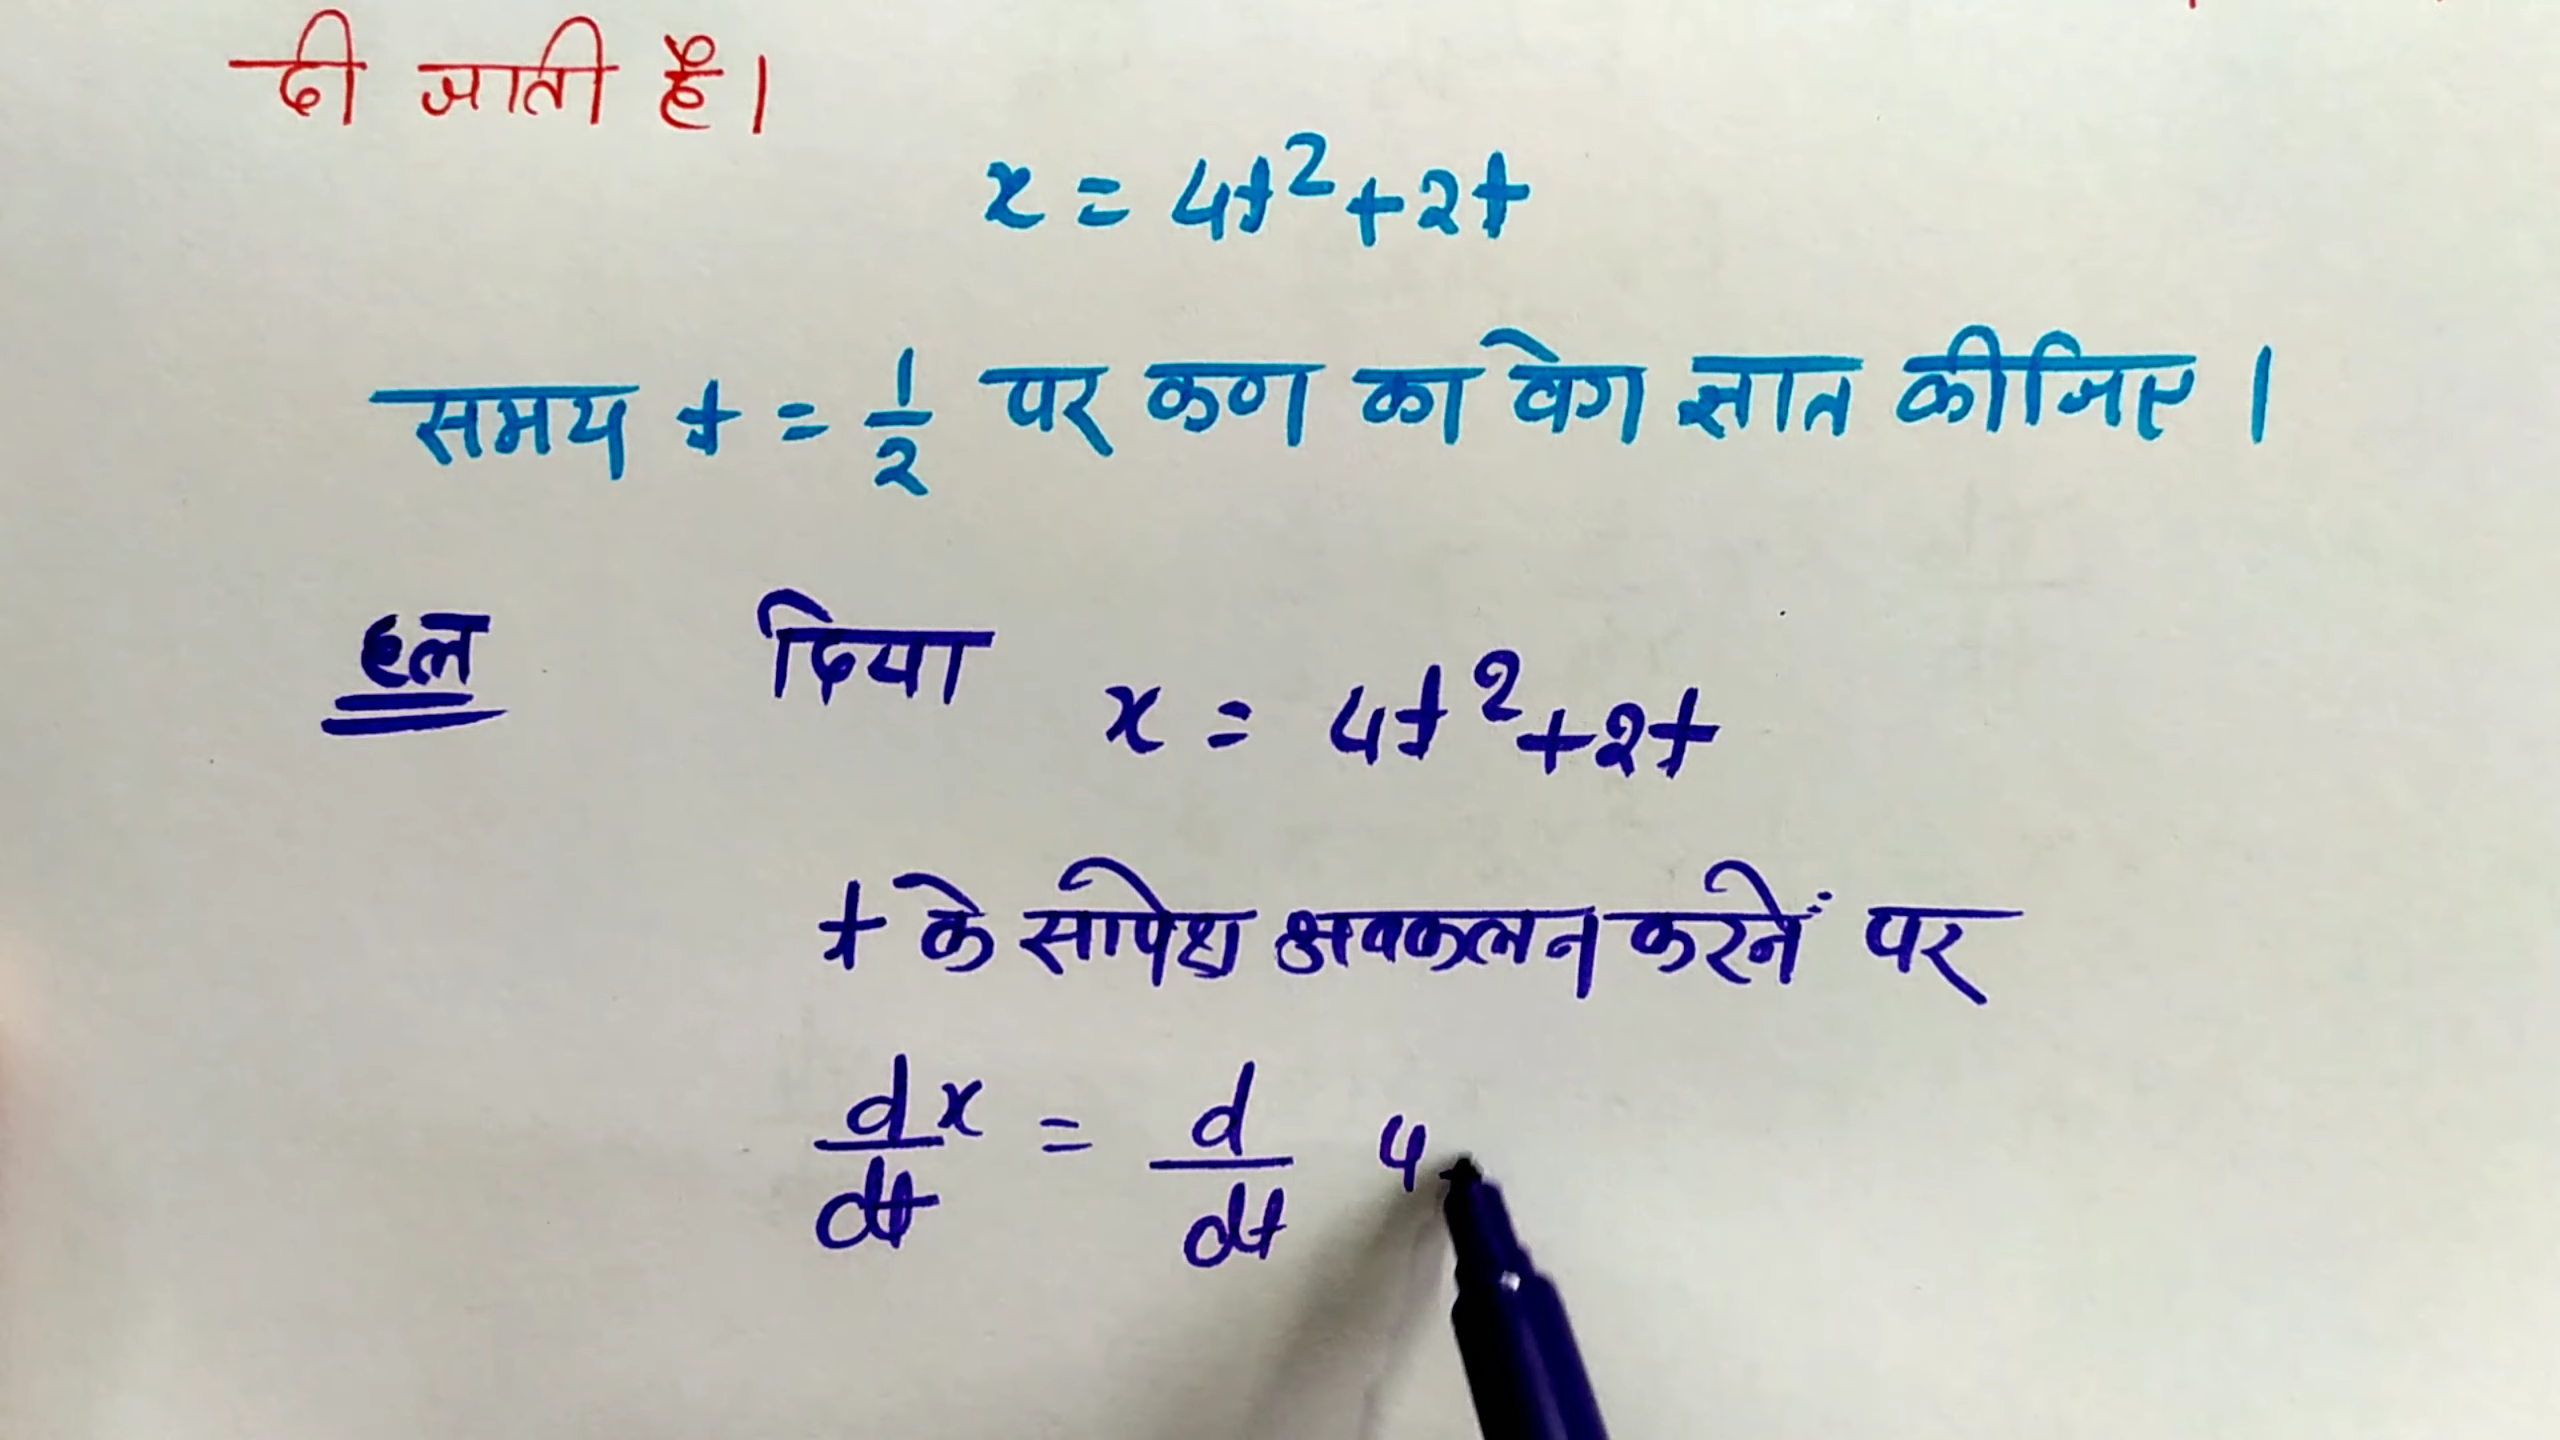 दी जाती है।
x = 4t²+2t
समय t = 1/2 पर कण का वेग ज्ञात कीजिए।
हल दिया x = 4t²+2t
t के सापेक्ष अवकलन करनें पर
dx/dt = d/dt 4